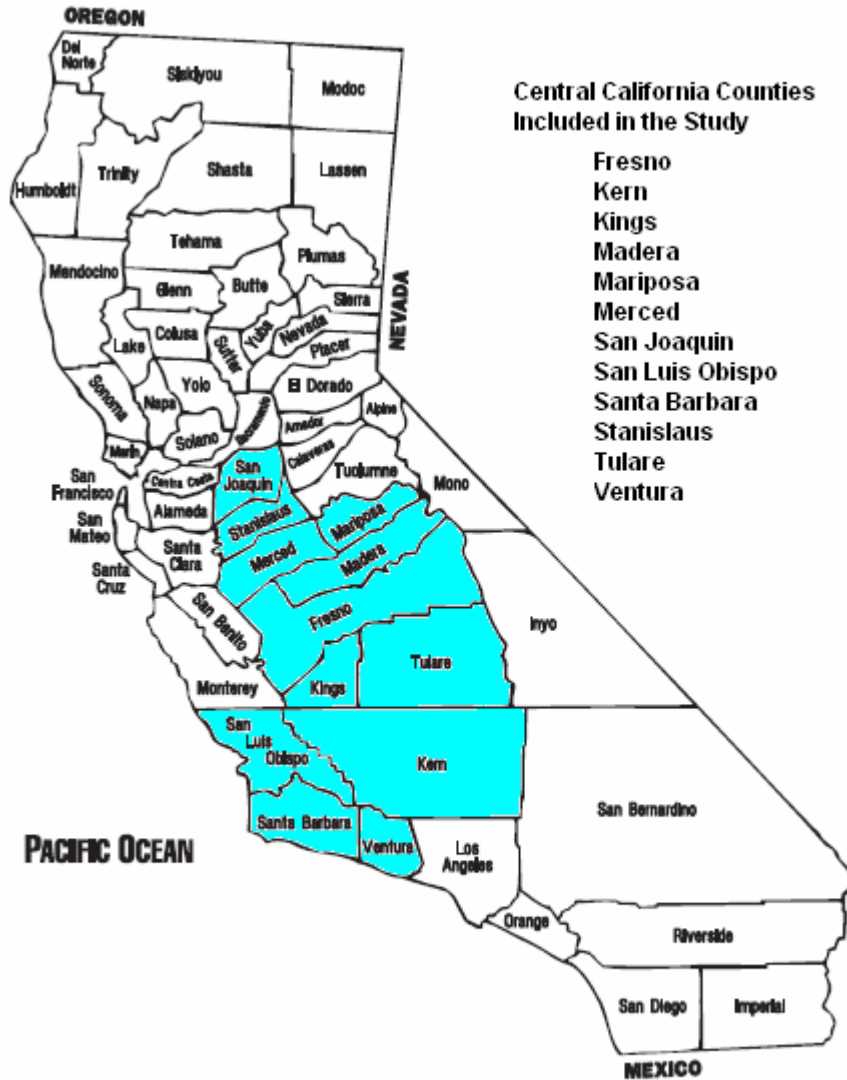 OREGON
Del
Norte
Siskiyou
Modoc
Central California Counties
Included in the Study
Fresno
Kern
Kings
Madera
Mariposa
Merced
San Joaquin
San Luis Obispo
Santa Barbara
Stanislaus
Tulare
Ventura
Humboldt
Trinity
Shasta
Lassen
Tehama
Plumas
Mendocino
Glenn
Butte
Sierra
NEVADA
Lake
Colusa
Sutter
Yuba
Nevada
Placer
Sonoma
Napa
Yolo
El Dorado
Marin
Solano
Sacramento
Amador
Alpine
San
Francisco
Contra Costa
San
Joaquin
Calaveras
Tuolumne
Mono
San
Mateo
Alameda
Stanislaus
Mariposa
Santa
Clara
Merced
Madera
Santa
Cruz
San Benito
Fresno
Inyo
Monterey
Kings
Tulare
San
Luis
Obispo
Kern
San Bernardino
PACIFIC OCEAN
Santa Barbara
Ventura
Los
Angeles
Orange
Riverside
San Diego
Imperial
MEXICO